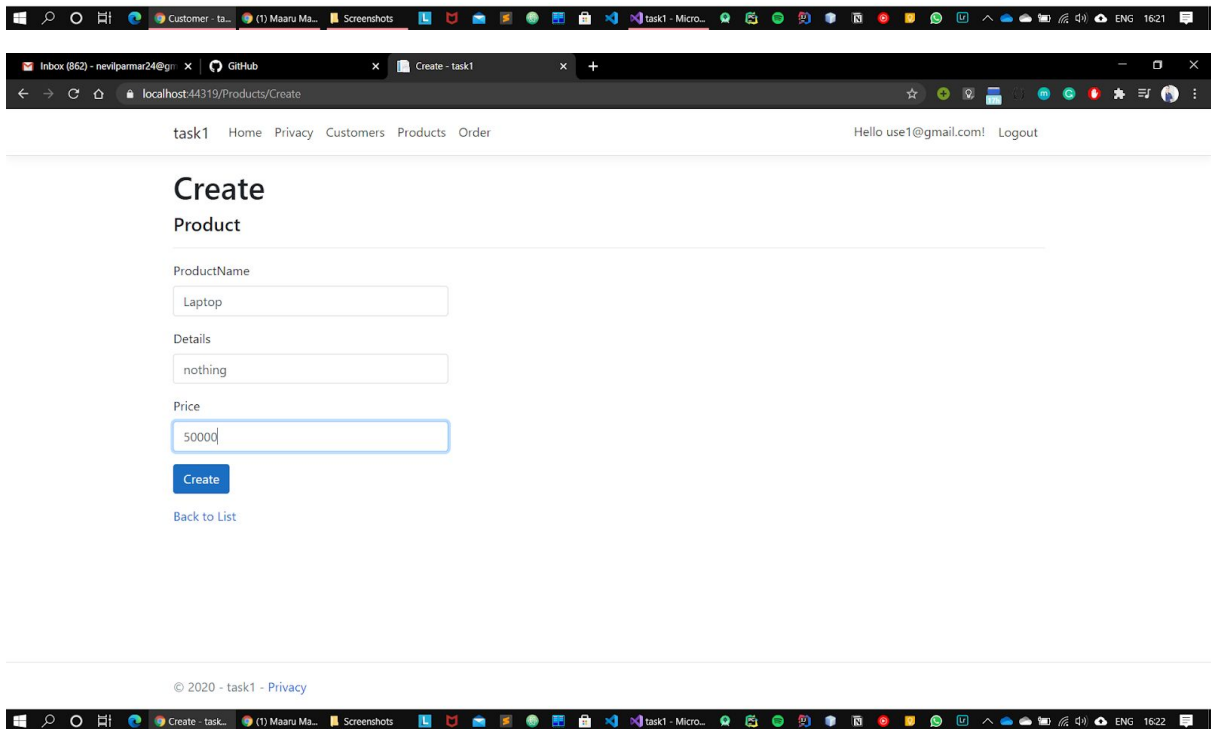 Customer - ta... (1) Maaru Ma... Screenshots L task1 - Micro... Lr ENG 16:21
Inbox (862) - nevilparmar24@gm GitHub Create - task1
localhost:44319/Products/Create
task1 Home Privacy Customers Products Order Hello use1@gmail.com! Logout
Create
Product
ProductName
Laptop
Details
nothing
Price
50000
Create
Back to List
© 2020 - task1 - Privacy
Create - task... (1) Maaru Ma... Screenshots L task1 - Micro... Lr ENG 16:22